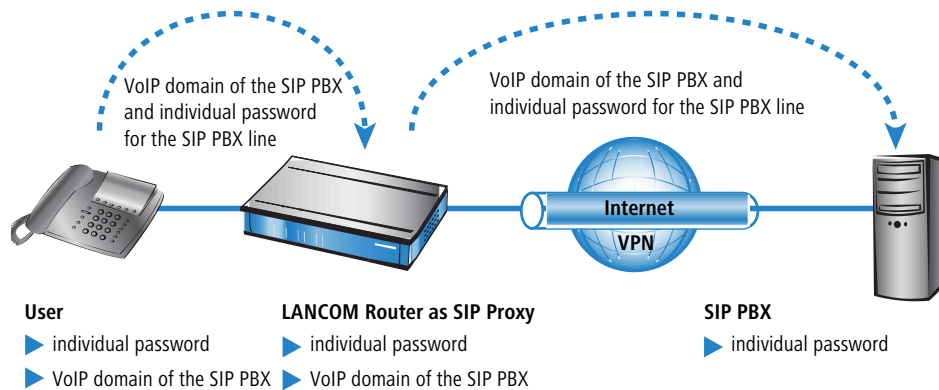 VoIP domain of the SIP PBX
and individual password
for the SIP PBX line
VoIP domain of the SIP PBX and
individual password for the SIP PBX line
Internet
VPN
User
individual password
VoIP domain of the SIP PBX
LANCOM Router as SIP Proxy
individual password
VoIP domain of the SIP PBX
SIP PBX
individual password